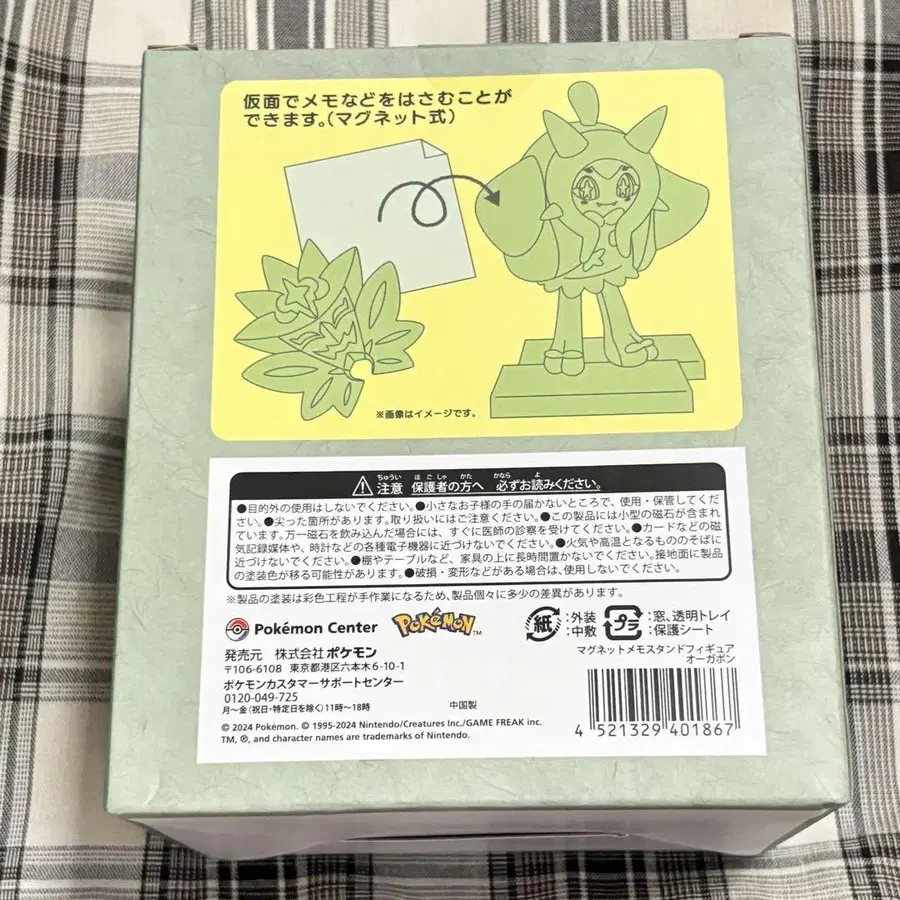 仮面でメモなどをはさむことが
できます。(マグネット式)
※画像はイメージです。
⚠注意 保護者の方へ 必ずお読みください。
●目的外の使用はしないでください。●小さなお子様の手の届かないところで、使用・保管してくだ
さい。●尖った箇所があります。取り扱いにはご注意ください。●この製品には小型の磁石が含まれ
ています。万一磁石を飲み込んだ場合には、すぐに医師の診察を受けてください。●カードなどの磁
気記録媒体や、時計などの各種電子機器に近づけないでください。●火気や高温となるもののそばに
近づけないでください。●棚やテーブルなど、家具の上に長時間置かないでください。接地面に製品
の塗装色が移る可能性があります。●破損・変形などがある場合は、使用しないでください。
※製品の塗装は彩色工程が手作業になるため、製品個々に多少の差異があります。
Pokémon Center POKÉMON TM
紙 :外装
:中敷
プラ :窓、透明トレイ
:保護シート
発売元 株式会社ポケモン
〒106-6108 東京都港区六本木6-10-1
ポケモンカスタマーサポートセンター
0120-049-725
月〜金(祝日・特定日を除く)11時〜18時
中国製
マグネットメモスタンドフィギュア
オーガポン
© 2024 Pokémon. © 1995-2024 Nintendo/Creatures Inc./GAME FREAK inc.
TM, ®, and character names are trademarks of Nintendo.
4 521329 401867